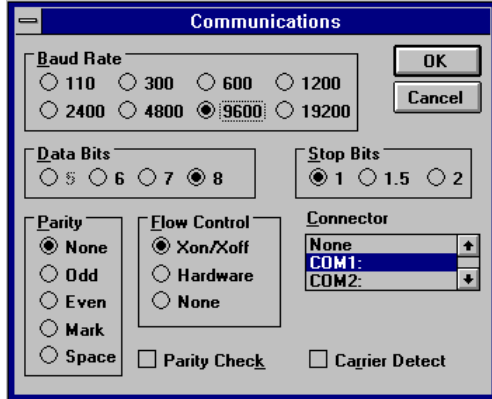 Communications
Baud Rate
110 300 600 1200
2400 4800 9600 19200
OK
Cancel
Data Bits
5 6 7 8
Stop Bits
1 1.5 2
Parity
None
Odd
Even
Mark
Space
Flow Control
Xon/Xoff
Hardware
None
Connector
None
COM1:
COM2:
Parity Check
Carrier Detect